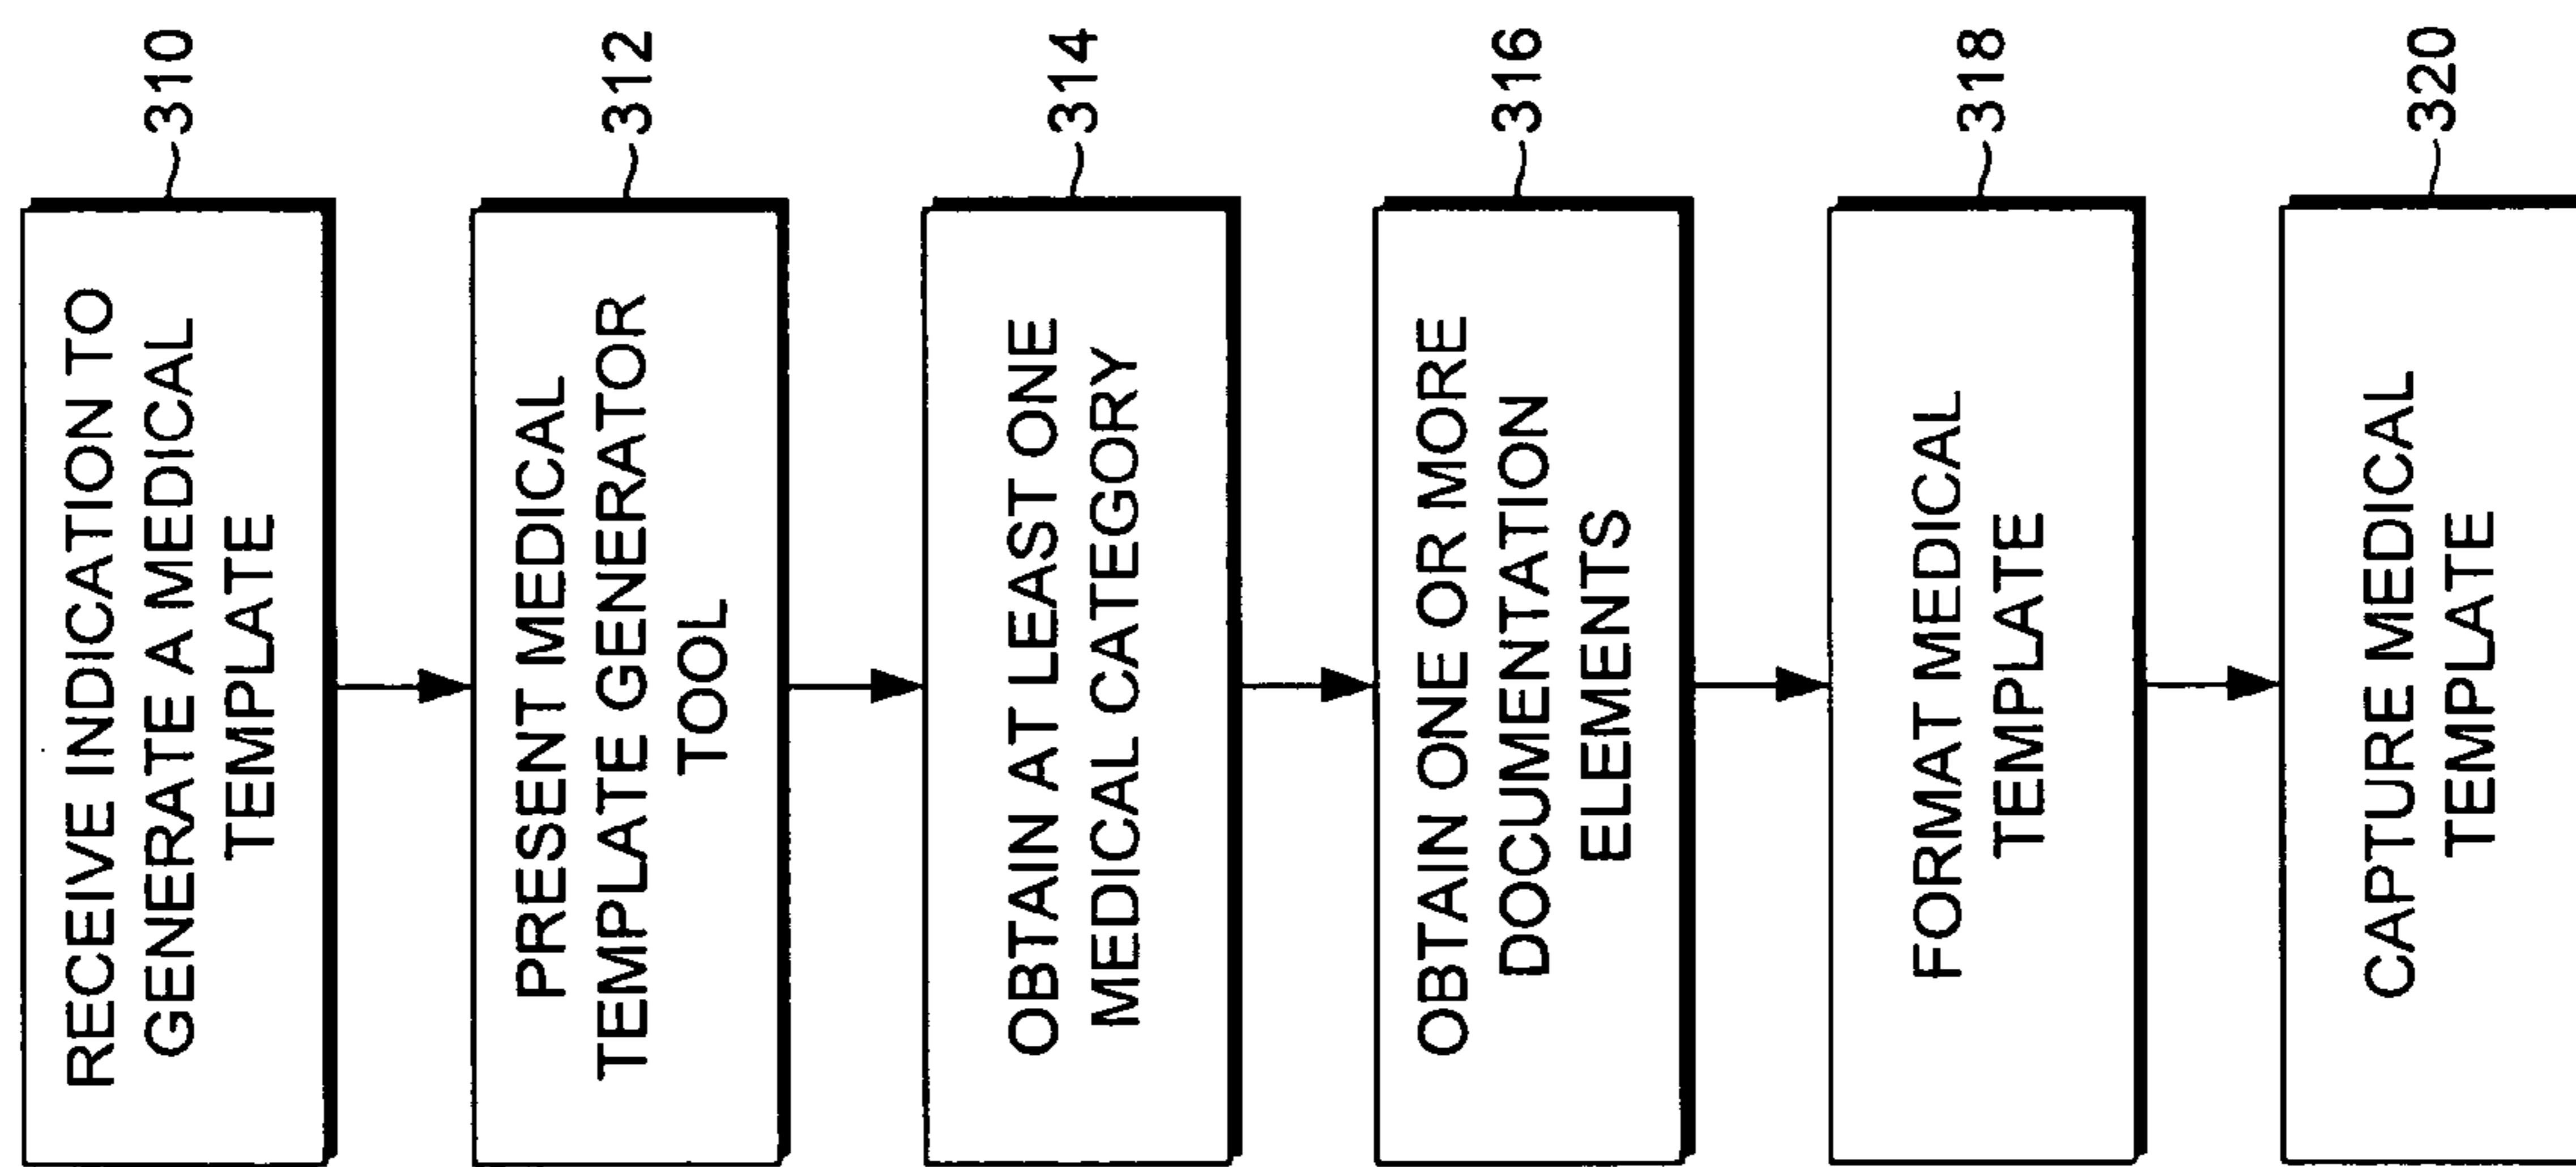 RECEIVE INDICATION TO
GENERATE A MEDICAL
TEMPLATE
310
PRESENT MEDICAL
TEMPLATE GENERATOR
TOOL
312
OBTAIN AT LEAST ONE
MEDICAL CATEGORY
314
OBTAIN ONE OR MORE
DOCUMENTATION
ELEMENTS
316
FORMAT MEDICAL
TEMPLATE
318
CAPTURE MEDICAL
TEMPLATE
320